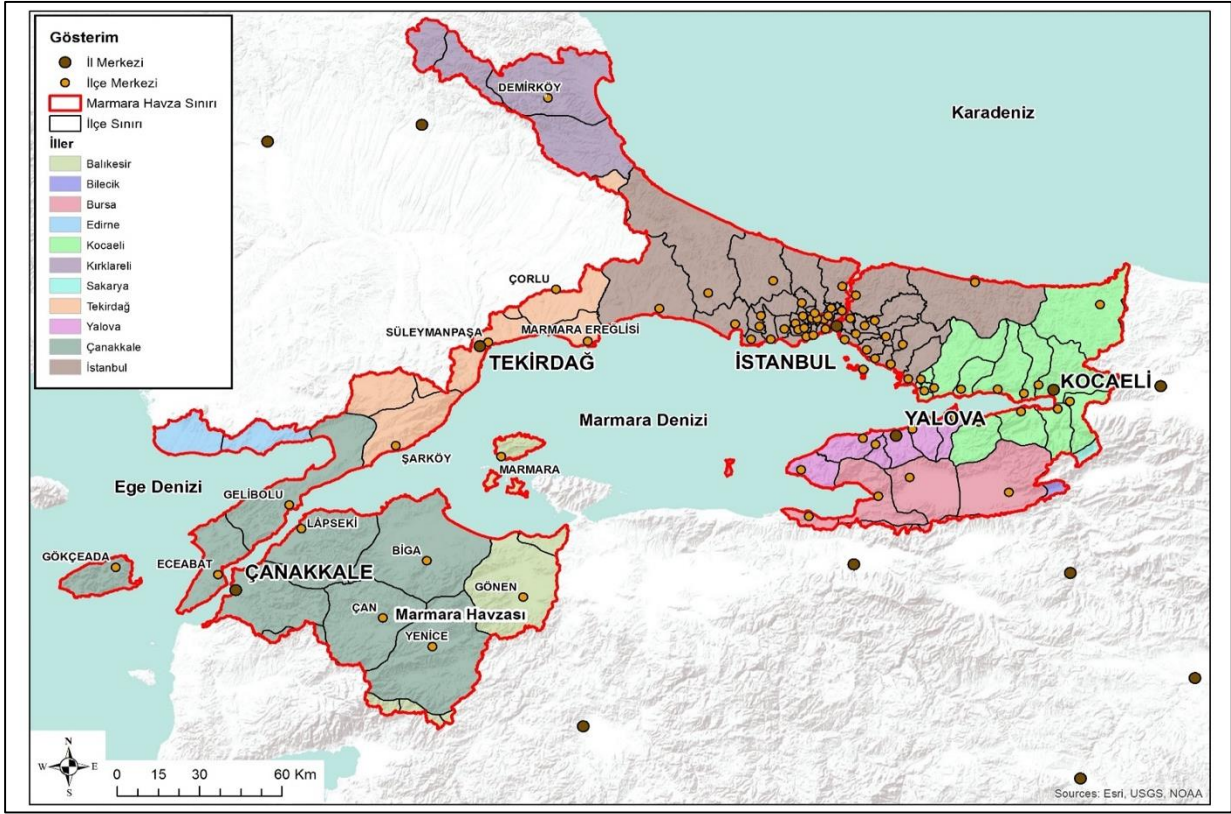 Gösterim
İl Merkezi
İlçe Merkezi
Marmara Havza Sınırı
İlçe Sınırı
İller
Balıkesir
Bilecik
Bursa
Edirne
Kocaeli
Kırklareli
Sakarya
Tekirdağ
Yalova
Çanakkale
İstanbul
DEMİRKÖY
Karadeniz
ÇORLU
SÜLEYMANPAŞA
MARMARA EREĞLİSİ
TEKİRDAĞ
İSTANBUL
KOCAELİ
YALOVA
Marmara Denizi
ŞARKÖY
MARMARA
Ege Denizi
GELİBOLU
LAPSEKİ
GÖKÇEADA
ECEABAT
ÇANAKKALE
BİGA
GÖNEN
ÇAN
Marmara Havzası
YENİCE
N
W
E
S
0 15 30 60 Km
Sources: Esri, USGS, NOAA